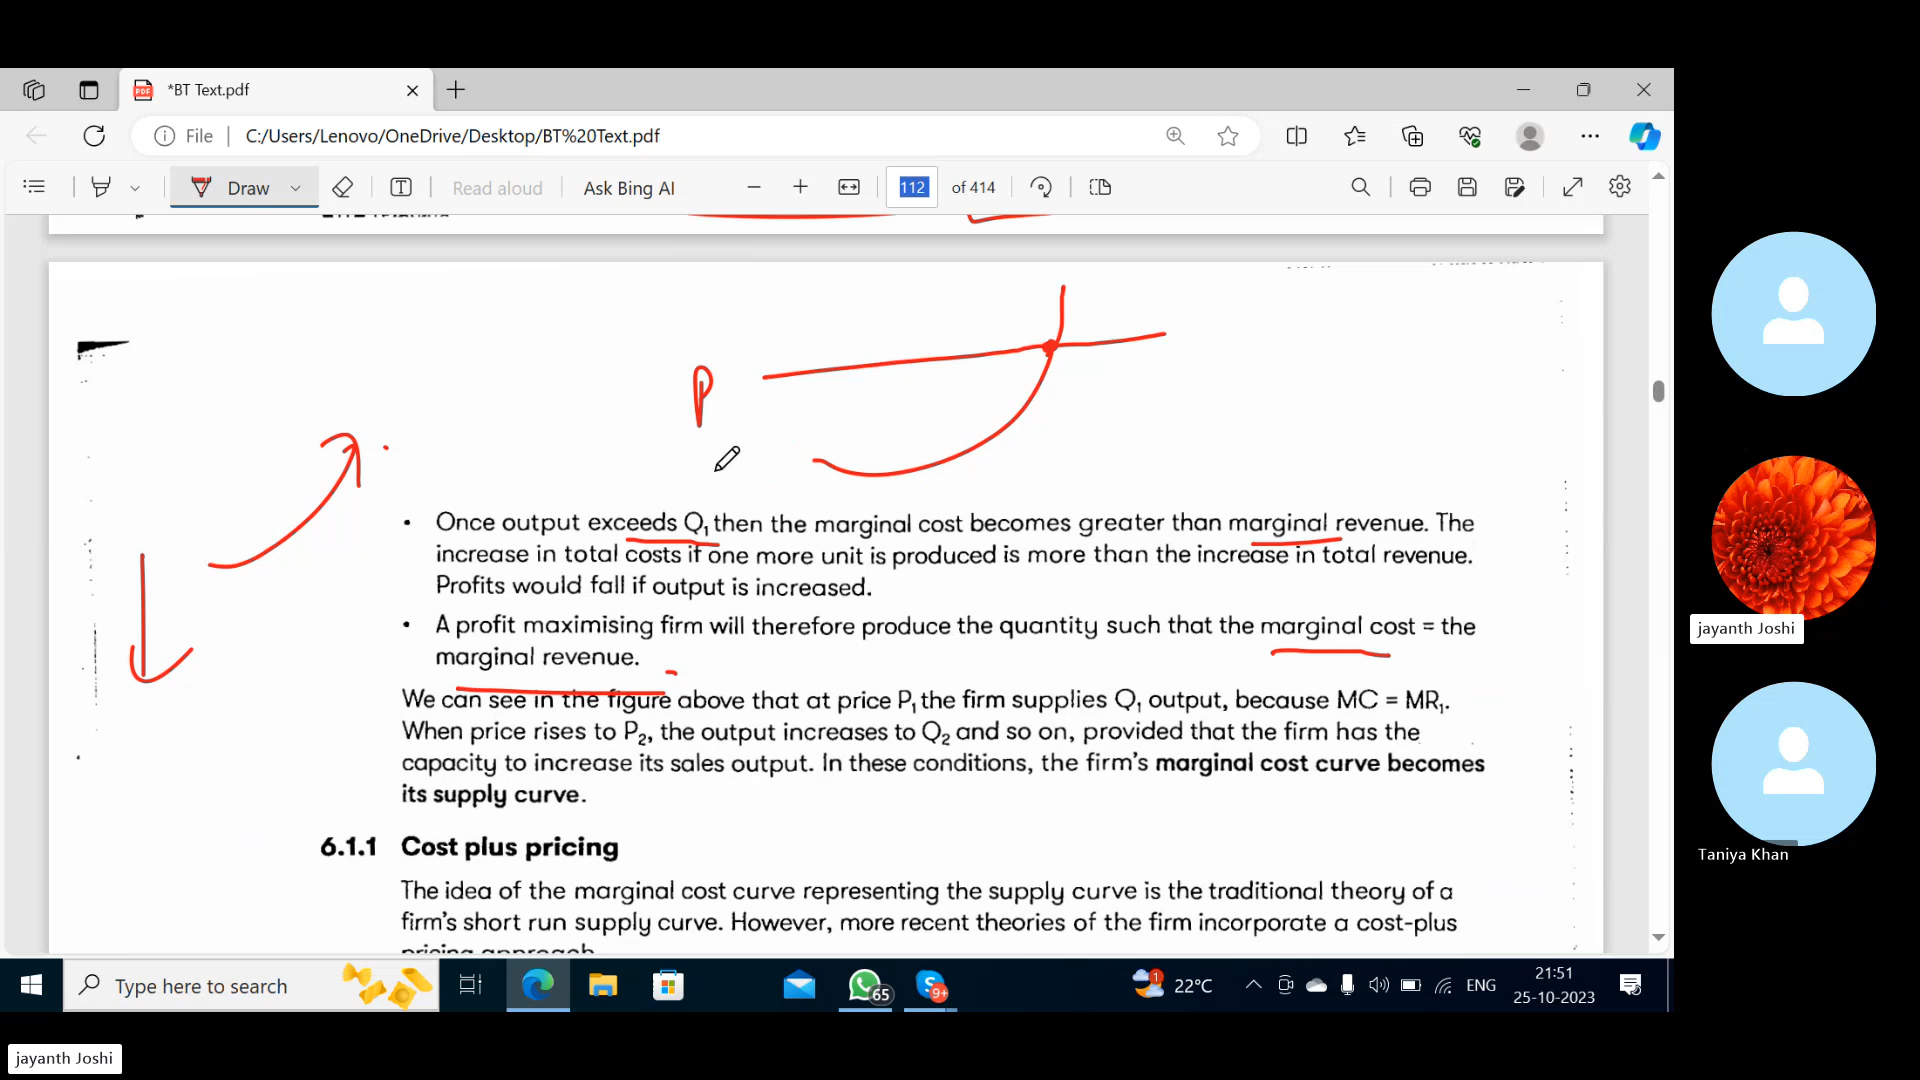 *BT Text.pdf
File
C:/Users/Lenovo/OneDrive/Desktop/BT%20Text.pdf
Draw
Read aloud
Ask Bing AI
112
of 414
P
• Once output exceeds Q₁ then the marginal cost becomes greater than marginal revenue. The
increase in total costs if one more unit is produced is more than the increase in total revenue.
Profits would fall if output is increased.
• A profit maximising firm will therefore produce the quantity such that the marginal cost = the
marginal revenue.
We can see in the figure above that at price P₁ the firm supplies Q₁ output, because MC = MR₁.
When price rises to P₂, the output increases to Q₂ and so on, provided that the firm has the
capacity to increase its sales output. In these conditions, the firm's marginal cost curve becomes
its supply curve.
6.1.1 Cost plus pricing
The idea of the marginal cost curve representing the supply curve is the traditional theory of a
firm's short run supply curve. However, more recent theories of the firm incorporate a cost-plus
pricing approach
jayanth Joshi
Taniya Khan
Type here to search
65
9+
1
22°C
ENG
21:51
25-10-2023
jayanth Joshi